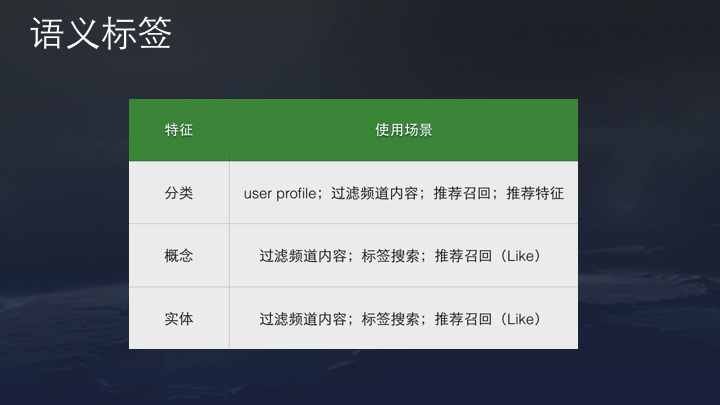 语义标签
特征
使用场景
分类
user profile；过滤频道内容；推荐召回；推荐特征
概念
过滤频道内容；标签搜索；推荐召回（Like）
实体
过滤频道内容；标签搜索；推荐召回（Like）